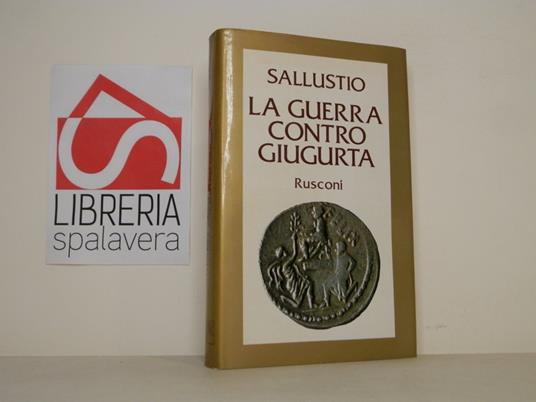 LIBRERIA
spalavera
SALLUSTIO
LA GUERRA
CONTRO
GIUGURTA
Rusconi